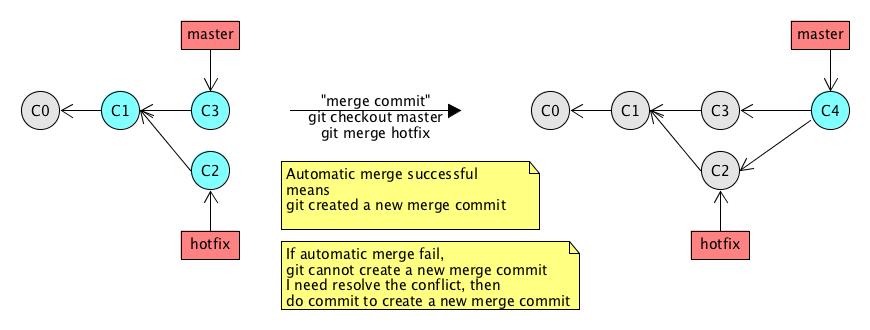 master
master
C0
C1
C3
"merge commit"
git checkout master
git merge hotfix
C0
C1
C3
C4
C2
C2
Automatic merge successful
means
git created a new merge commit
hotfix
hotfix
If automatic merge fail,
git cannot create a new merge commit
I need resolve the conflict, then
do commit to create a new merge commit